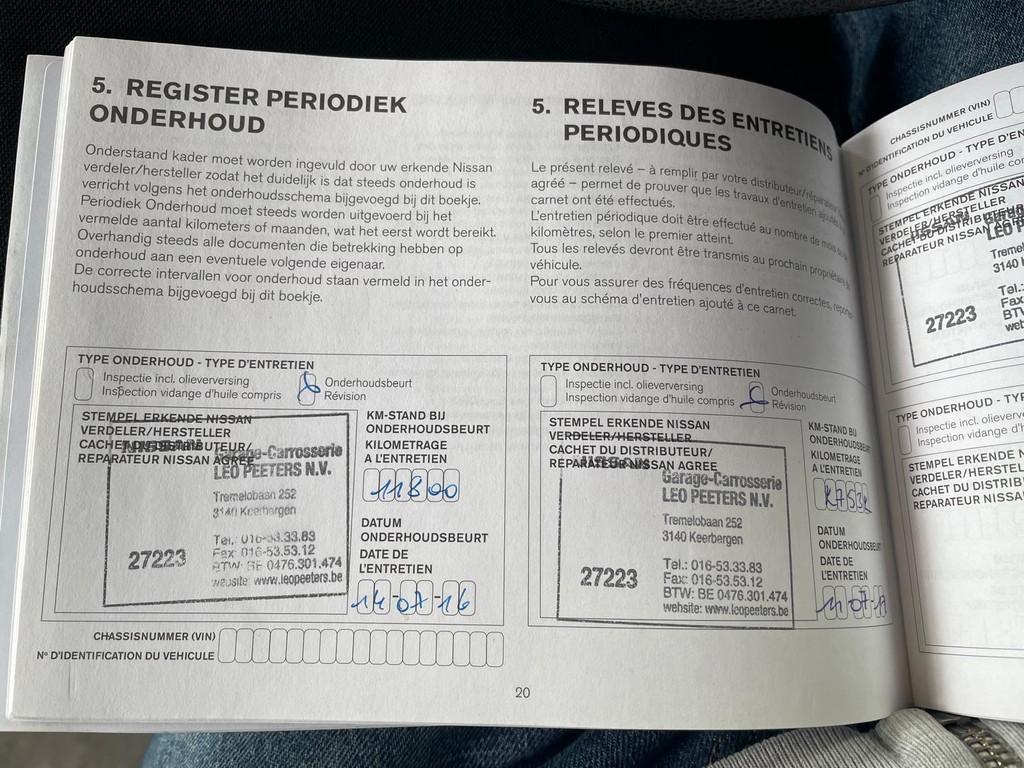 5. REGISTER PERIODIEK
ONDERHOUD
Onderstaand kader moet worden ingevuld door uw erkende Nissan
verdeler/hersteller zodat het duidelijk is dat steeds onderhoud is
verricht volgens het onderhoudsschema bijgevoegd bij dit boekje.
Periodiek Onderhoud moet steeds worden uitgevoerd bij het
vermelde aantal kilometers of maanden, wat het eerst wordt bereikt.
Overhandig steeds alle documenten die betrekking hebben op
onderhoud aan een eventuele volgende eigenaar.
De correcte intervallen voor onderhoud staan vermeld in het onder-
houdsschema bijgevoegd bij dit boekje.
TYPE ONDERHOUD - TYPE D'ENTRETIEN
Inspectie incl. olieverversing
Inspection vidange d'huile compris
Onderhoudsbeurt
Révision
STEMPEL ERKENDE NISSAN
VERDELER/HERSTELLER
CACHET DU DISTRIBUTEUR/
REPARATEUR NISSAN AGREE
Garage-Carrosserie
LEO PEETERS N.V.
Tremelobaan 252
3140 Keerbergen
Tel.: 016-53.33.83
Fax: 016-53.53.12
BTW: BE 0476.301.474
website: www.leopeeters.be
27223
KM-STAND BIJ
ONDERHOUDSBEURT
KILOMETRAGE
A L'ENTRETIEN
11800
DATUM
ONDERHOUDSBEURT
DATE DE
L'ENTRETIEN
14-07-16
CHASSISNUMMER (VIN)
N° D'IDENTIFICATION DU VEHICULE
5. RELEVES DES ENTRETIENS
PERIODIQUES
Le présent relevé – à remplir par votre distributeur/réparateur
agréé – permet de prouver que les travaux d'entretien
carnet ont été effectués.
L'entretien périodique doit être effectué au nombre de mois
kilomètres, selon le premier atteint.
Tous les relevés devront être transmis au prochain propriétaire
véhicule.
Pour vous assurer des fréquences d'entretien correctes,
vous au schéma d'entretien ajouté à ce carnet.
TYPE ONDERHOUD - TYPE D'ENTRETIEN
Inspectie incl. olieverversing
Inspection vidange d'huile compris
Onderhoudsbeurt
Révision
STEMPEL ERKENDE NISSAN
VERDELER/HERSTELLER
CACHET DU DISTRIBUTEUR/
REPARATEUR NISSAN AGREE
Garage-Carrosserie
LEO PEETERS N.V.
Tremelobaan 252
3140 Keerbergen
Tel.: 016-53.33.83
Fax: 016-53.53.12
BTW: BE 0476.301.474
website: www.leopeeters.be
27223
KM-STAND BIJ
ONDERHOUDSBEURT
KILOMETRAGE
A L'ENTRETIEN
DATUM
ONDERHOUDSBEURT
DATE DE
L'ENTRETIEN
20
CHASSISNUMMER (VIN)
N° D'IDENTIFICATION DU VEHICULE
TYPE ONDERHOUD - TYPE D'EN
Inspectie incl. olieverversing
Inspection vidange d'huile com
STEMPEL ERKENDE NISSAN
VERDELER/HERSTELLER
CACHET DU DISTRIBUTEUR
REPARATEUR NISSAN
LEO P
Treme
3140
Tel.:
Fax
BTW
27223
TYPE ONDERHOUD - TYP
Inspectie incl. olieverv
Inspection vidange d'h
STEMPEL ERKENDE N
VERDELER/HERSTEL
CACHET DU DISTRIB
REPARATEUR NISSA